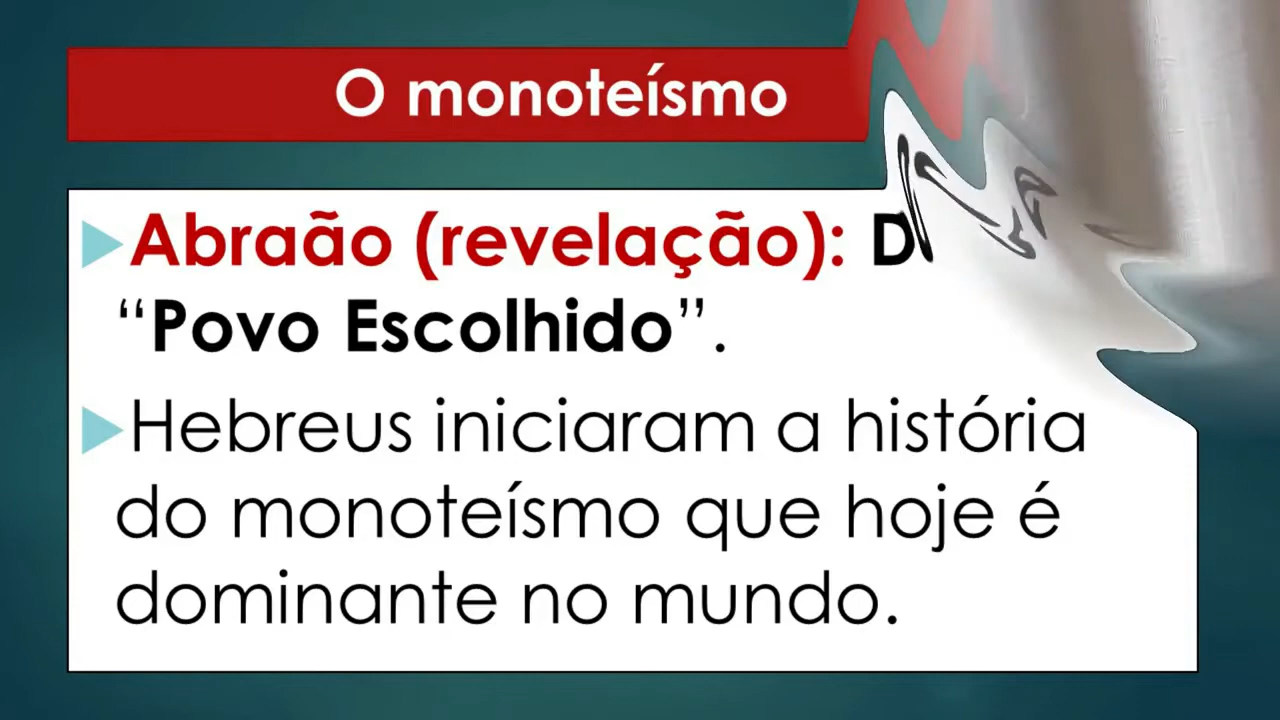 O monoteísmo
Abraão (revelação):
“Povo Escolhido”.
Hebreus iniciaram a história
do monoteísmo que hoje é
dominante no mundo.